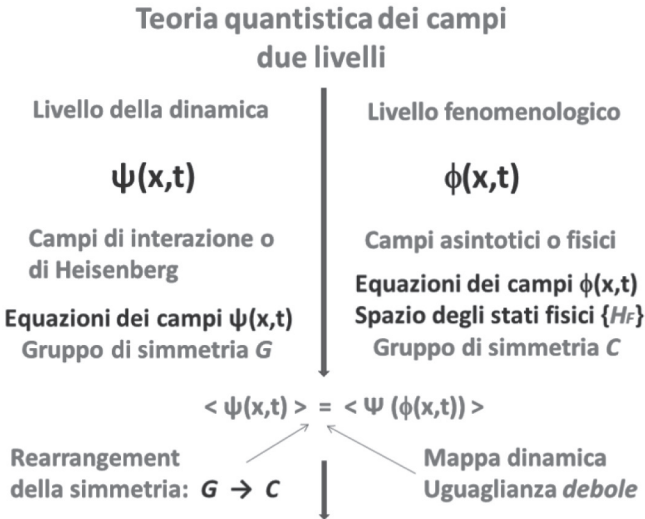 Teoria quantistica dei campi
due livelli
Livello della dinamica
ψ(x,t)
Campi di interazione o
di Heisenberg
Equazioni dei campi ψ(x,t)
Gruppo di simmetria G
Livello fenomenologico
ϕ(x,t)
Campi asintotici o fisici
Equazioni dei campi ϕ(x,t)
Spazio degli stati fisici {HF}
Gruppo di simmetria C
< ψ(x,t) > = < Ψ (ϕ(x,t)) >
Rearrangement
della simmetria: G → C
Mappa dinamica
Uguaglianza debole